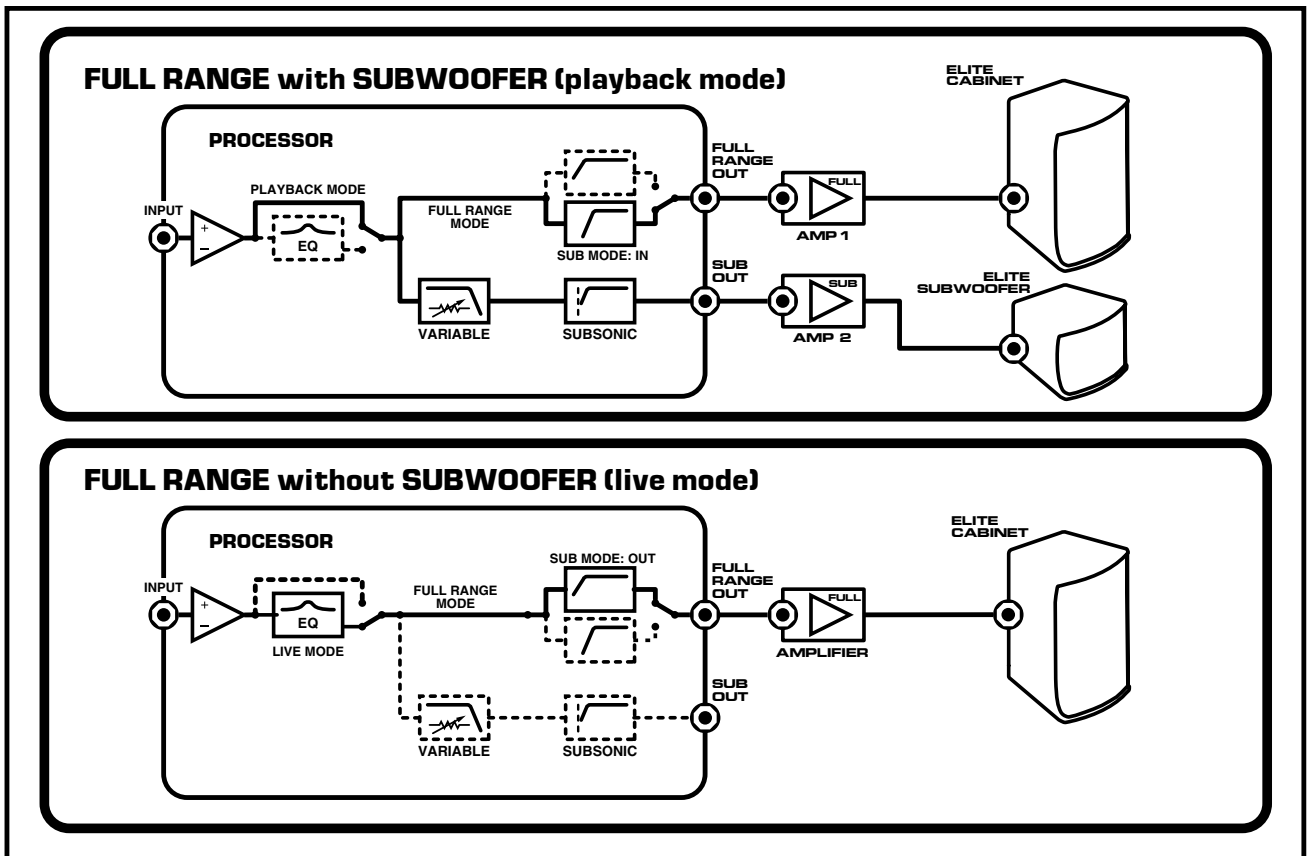 FULL RANGE with SUBWOOFER (playback mode)
ELITE
CABINET
PROCESSOR
FULL
RANGE
OUT
FULL
PLAYBACK MODE
INPUT
FULL RANGE
MODE
+
−
EQ
AMP 1
SUB MODE: IN
SUB
OUT
SUB
ELITE
SUBWOOFER
VARIABLE
SUBSONIC
AMP 2
FULL RANGE without SUBWOOFER (live mode)
ELITE
CABINET
PROCESSOR
SUB MODE: OUT
FULL
RANGE
OUT
INPUT
FULL RANGE
MODE
FULL
+
−
EQ
LIVE MODE
AMPLIFIER
SUB
OUT
VARIABLE
SUBSONIC